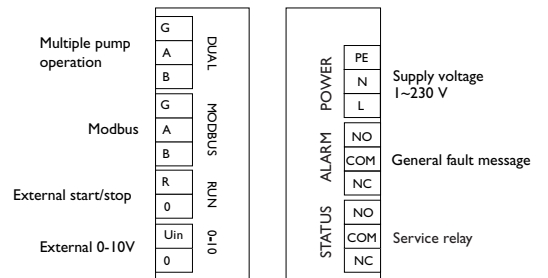 Multiple pump
operation
G
A
B
DUAL
Modbus
G
A
B
MODBUS
External start/stop
R
0
RUN
External 0-10V
Uin
0
0-10
POWER
PE
N
L
Supply voltage
1~230 V
ALARM
NO
COM
NC
General fault message
STATUS
NO
COM
NC
Service relay